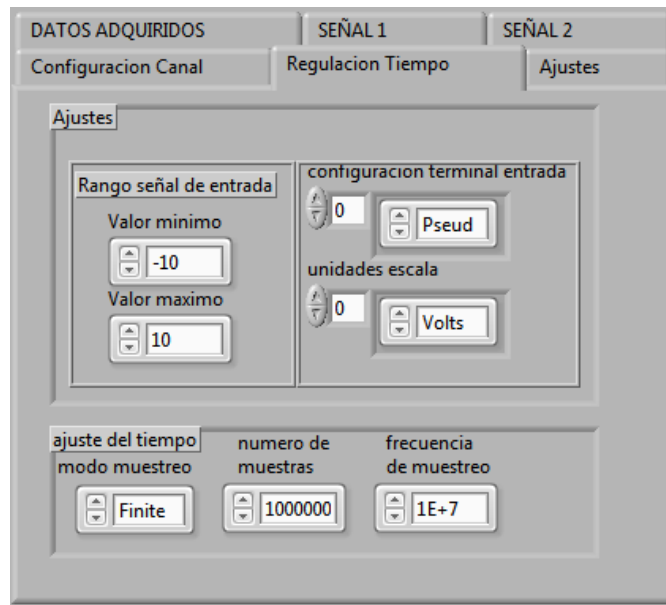 DATOS ADQUIRIDOS SEÑAL 1 SEÑAL 2
Configuracion Canal Regulacion Tiempo Ajustes
Ajustes
Rango señal de entrada
Valor minimo
-10
Valor maximo
10
configuracion terminal entrada
0 Pseud
unidades escala
0 Volts
ajuste del tiempo
modo muestreo
Finite
numero de
muestras
1000000
frecuencia
de muestreo
1E+7